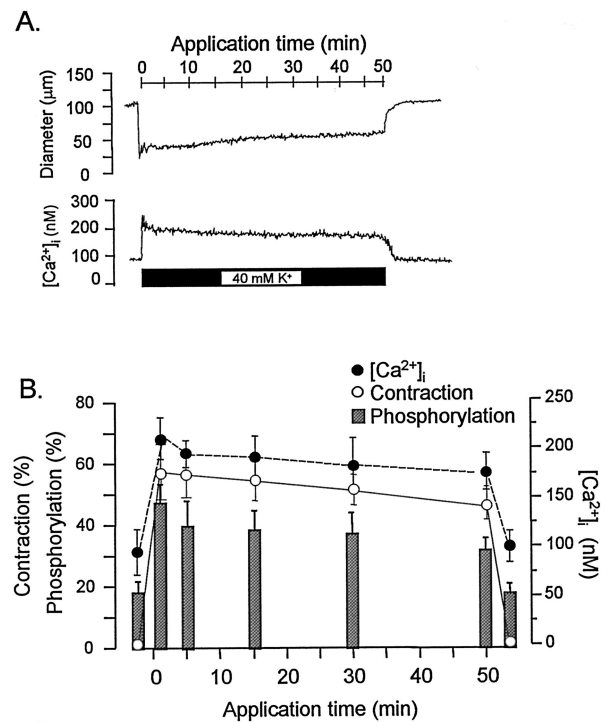 A.
Application time (min)
0 10 20 30 40 50
Diameter (µm)
150
100
50
0
[Ca²⁺]i (nM)
300
200
100
0
40 mM K⁺
B.
[Ca²⁺]i
Contraction
Phosphorylation
Contraction (%)
Phosphorylation (%)
80
60
40
20
0
250
200
150
100
50
0
[Ca²⁺]i (nM)
0 10 20 30 40 50
Application time (min)